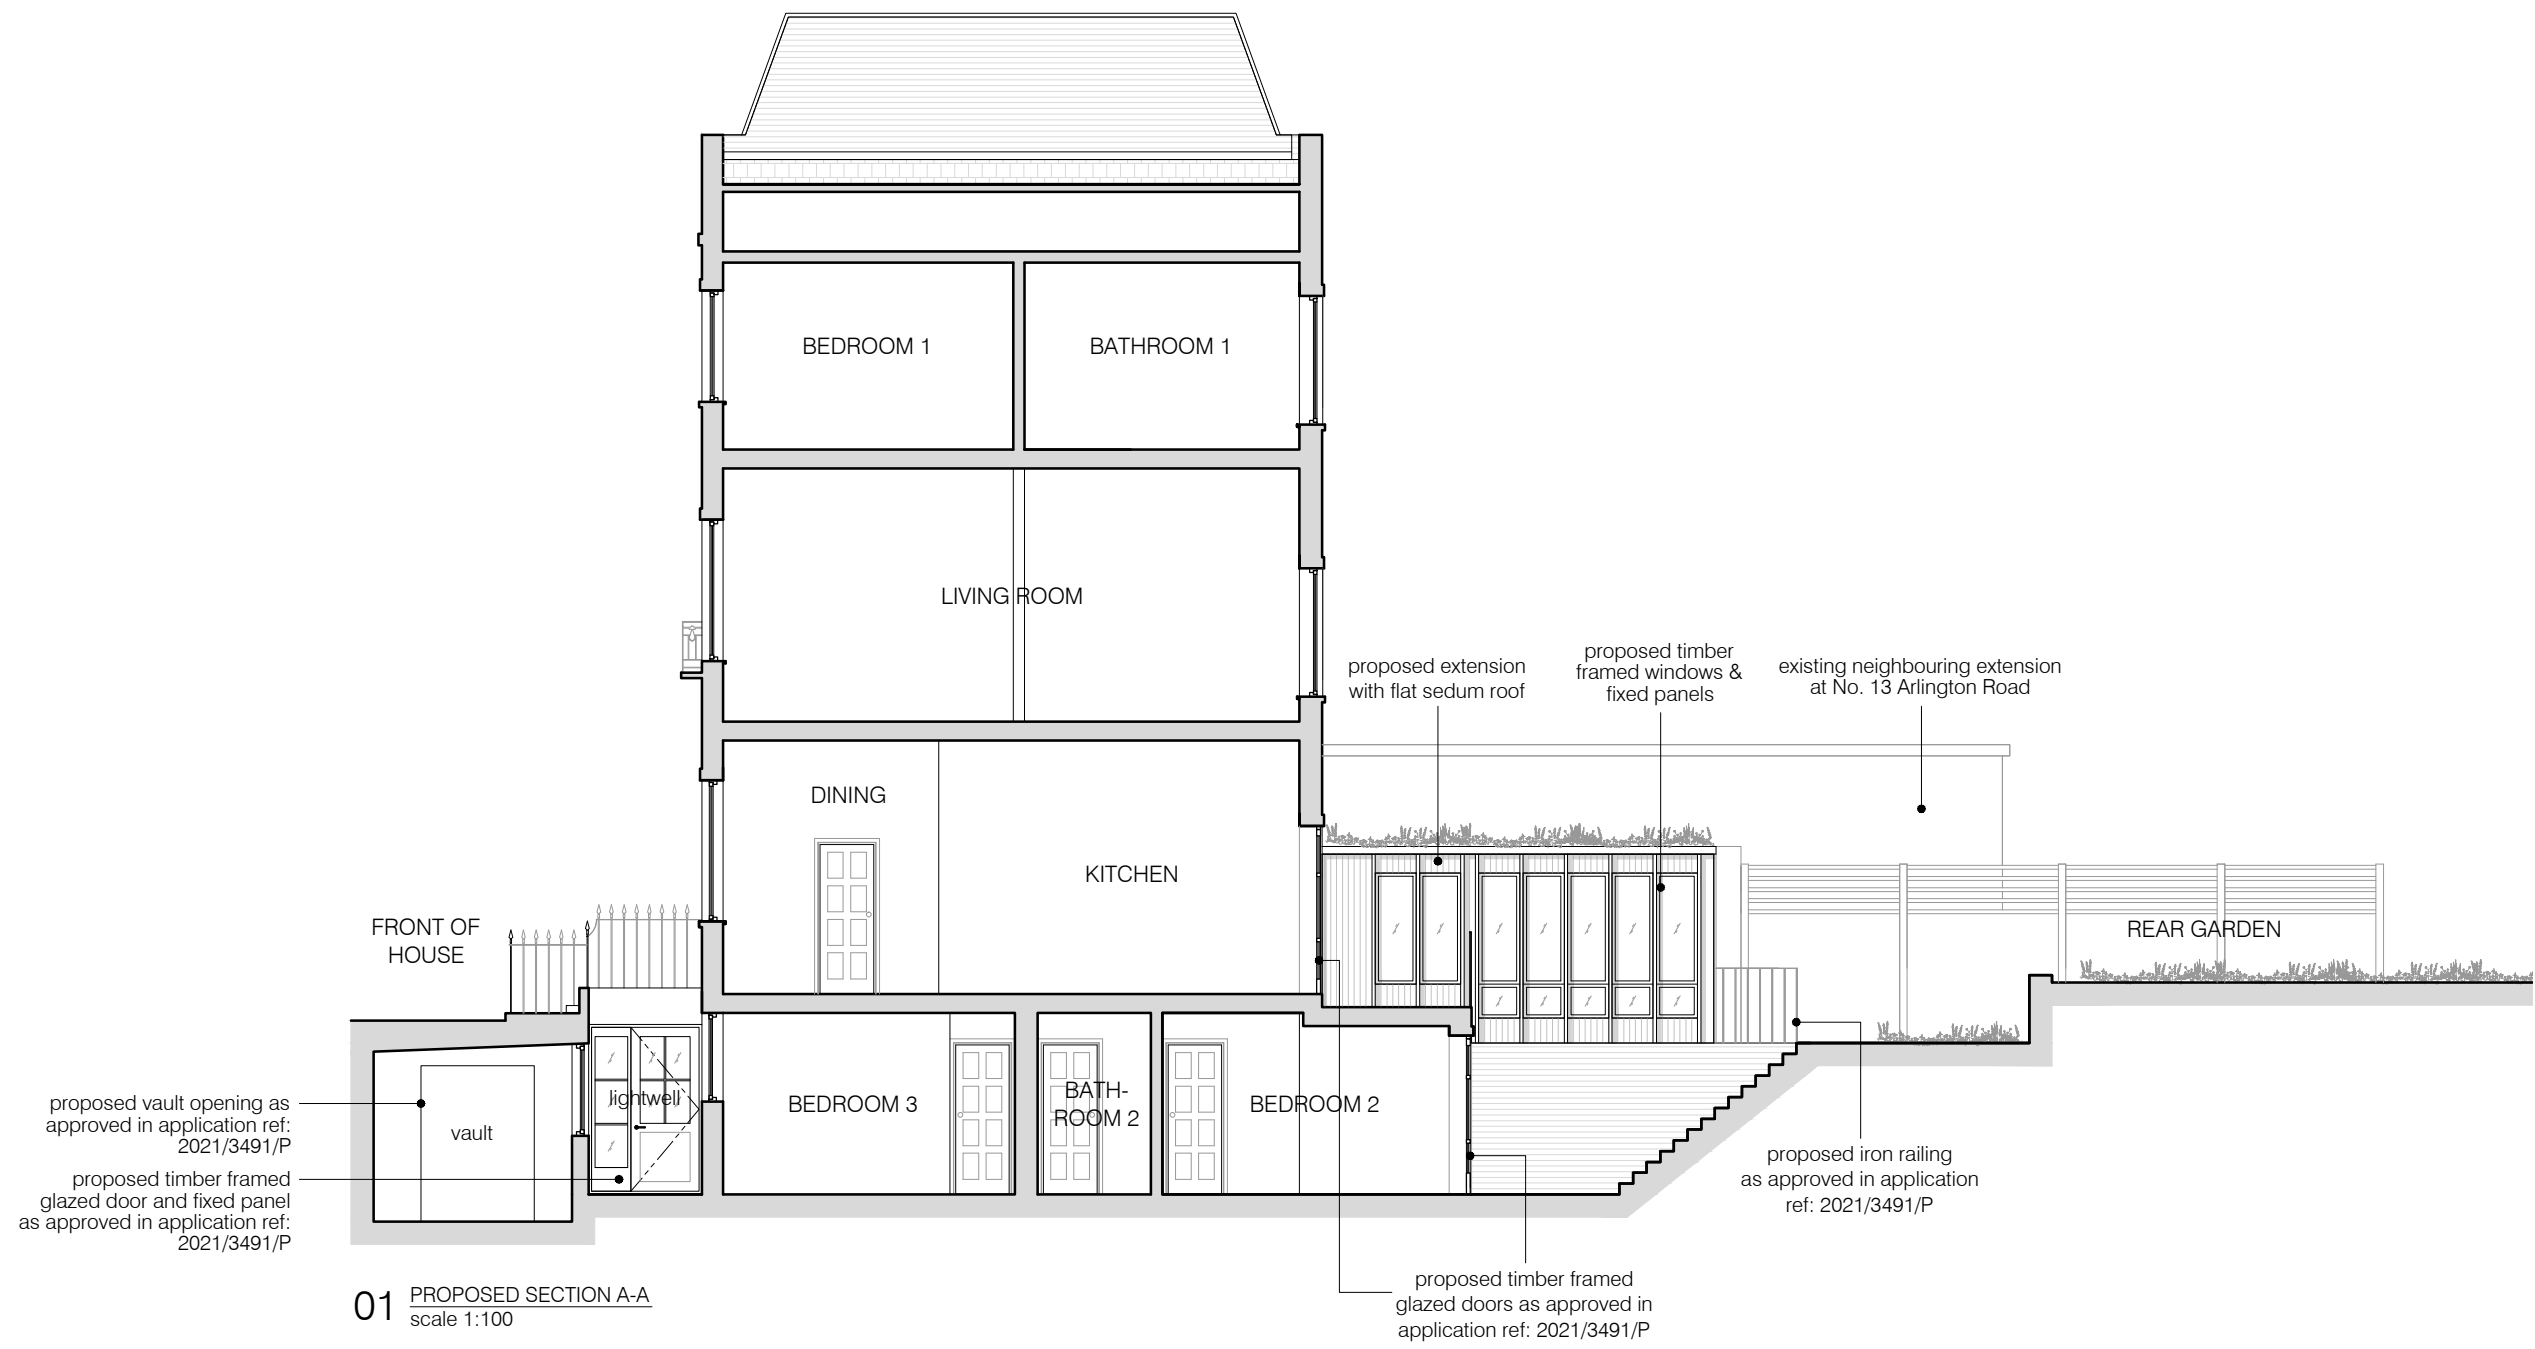 BEDROOM 1
BATHROOM 1
LIVING ROOM
proposed extension
with flat sedum roof
proposed timber
framed windows &
fixed panels
existing neighbouring extension
at No. 13 Arlington Road
DINING
KITCHEN
FRONT OF
HOUSE
REAR GARDEN
proposed vault opening as
approved in application ref:
2021/3491/P
vault
lightwell
BEDROOM 3
BATH-
ROOM 2
BEDROOM 2
proposed timber framed
glazed door and fixed panel
as approved in application ref:
2021/3491/P
proposed iron railing
as approved in application
ref: 2021/3491/P
proposed timber framed
glazed doors as approved in
application ref: 2021/3491/P
01 PROPOSED SECTION A-A
scale 1:100